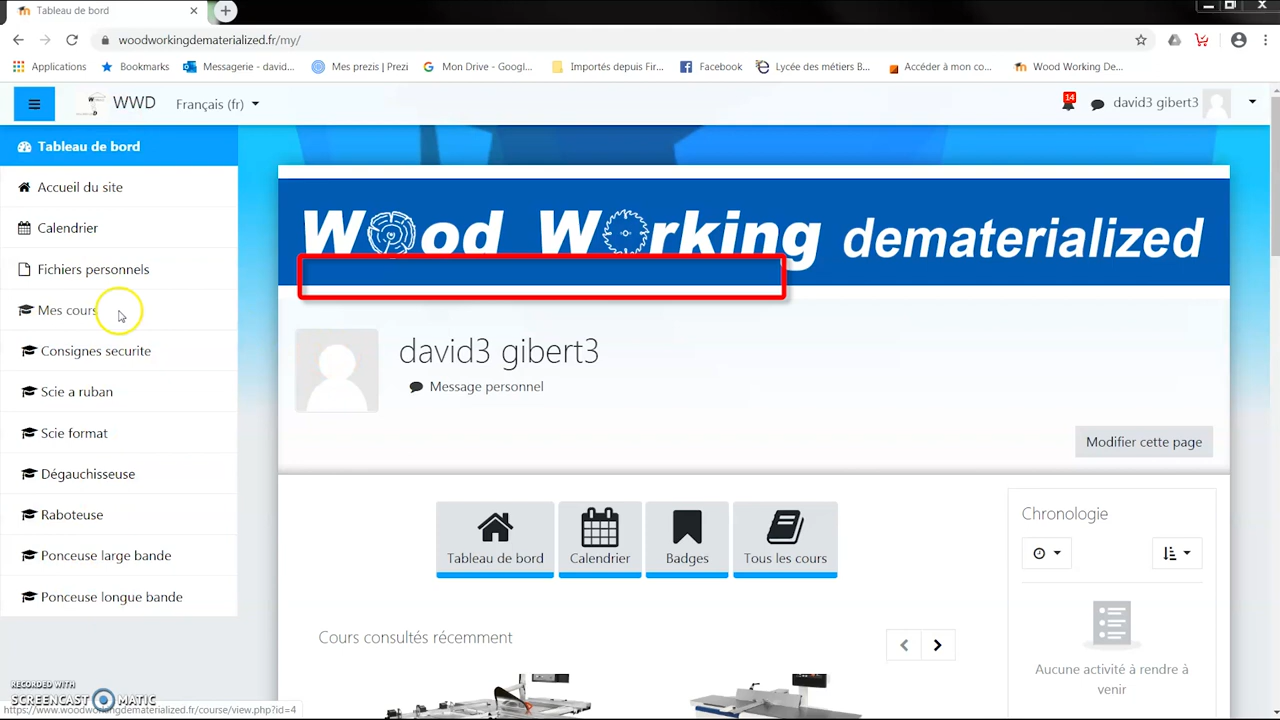 Tableau de bord
woodworkingdematerialized.fr/my/
Applications Bookmarks Messagerie - david... Mes prezis | Prezi Mon Drive - Googl... Importés depuis Fir... Facebook Lycée des métiers B... Accéder à mon co... Wood Working De...
WWD Français (fr) 14 david3 gibert3
Tableau de bord
Accueil du site
Calendrier
Fichiers personnels
Mes cours
Consignes securite
Scie a ruban
Scie format
Dégauchisseuse
Raboteuse
Ponceuse large bande
Ponceuse longue bande
Wood Working dematerialized
david3 gibert3
Message personnel
Modifier cette page
Tableau de bord Calendrier Badges Tous les cours
Cours consultés récemment
Chronologie
Aucune activité à rendre à
venir
RECORDED WITH
SCREENCAST MATIC
https://www.woodworkingdematerialized.fr/course/view.php?id=4